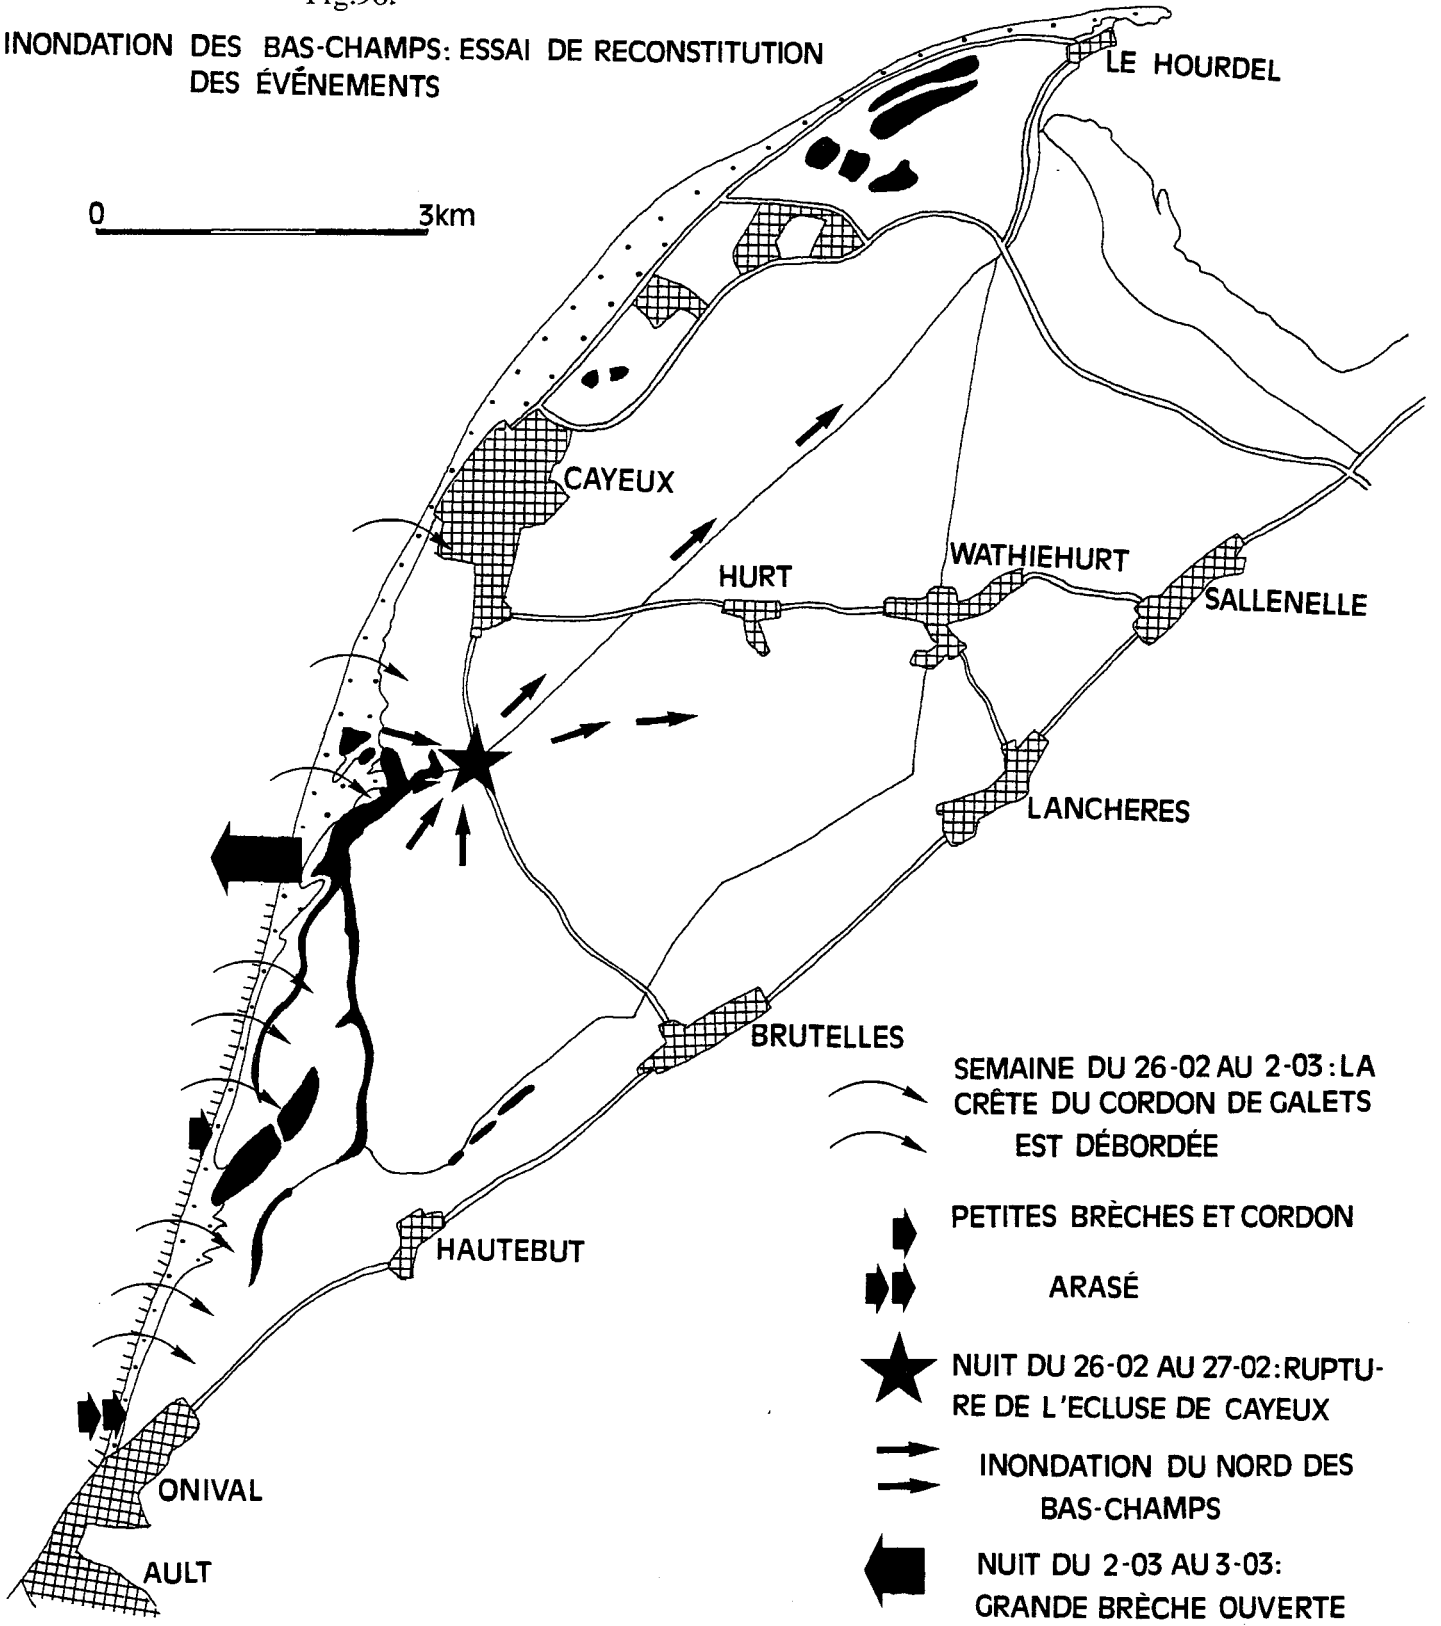 Fig.98.
INONDATION DES BAS-CHAMPS: ESSAI DE RECONSTITUTION
DES ÉVÉNEMENTS
LE HOURDEL
0 3km
CAYEUX
HURT
WATHIEHURT
SALLENELLE
LANCHERES
BRUTELLES
HAUTEBUT
ONIVAL
AULT
SEMAINE DU 26-02 AU 2-03: LA
CRÊTE DU CORDON DE GALETS
EST DÉBORDÉE
PETITES BRÈCHES ET CORDON
ARASÉ
NUIT DU 26-02 AU 27-02: RUPTU-
RE DE L'ECLUSE DE CAYEUX
INONDATION DU NORD DES
BAS-CHAMPS
NUIT DU 2-03 AU 3-03:
GRANDE BRÈCHE OUVERTE